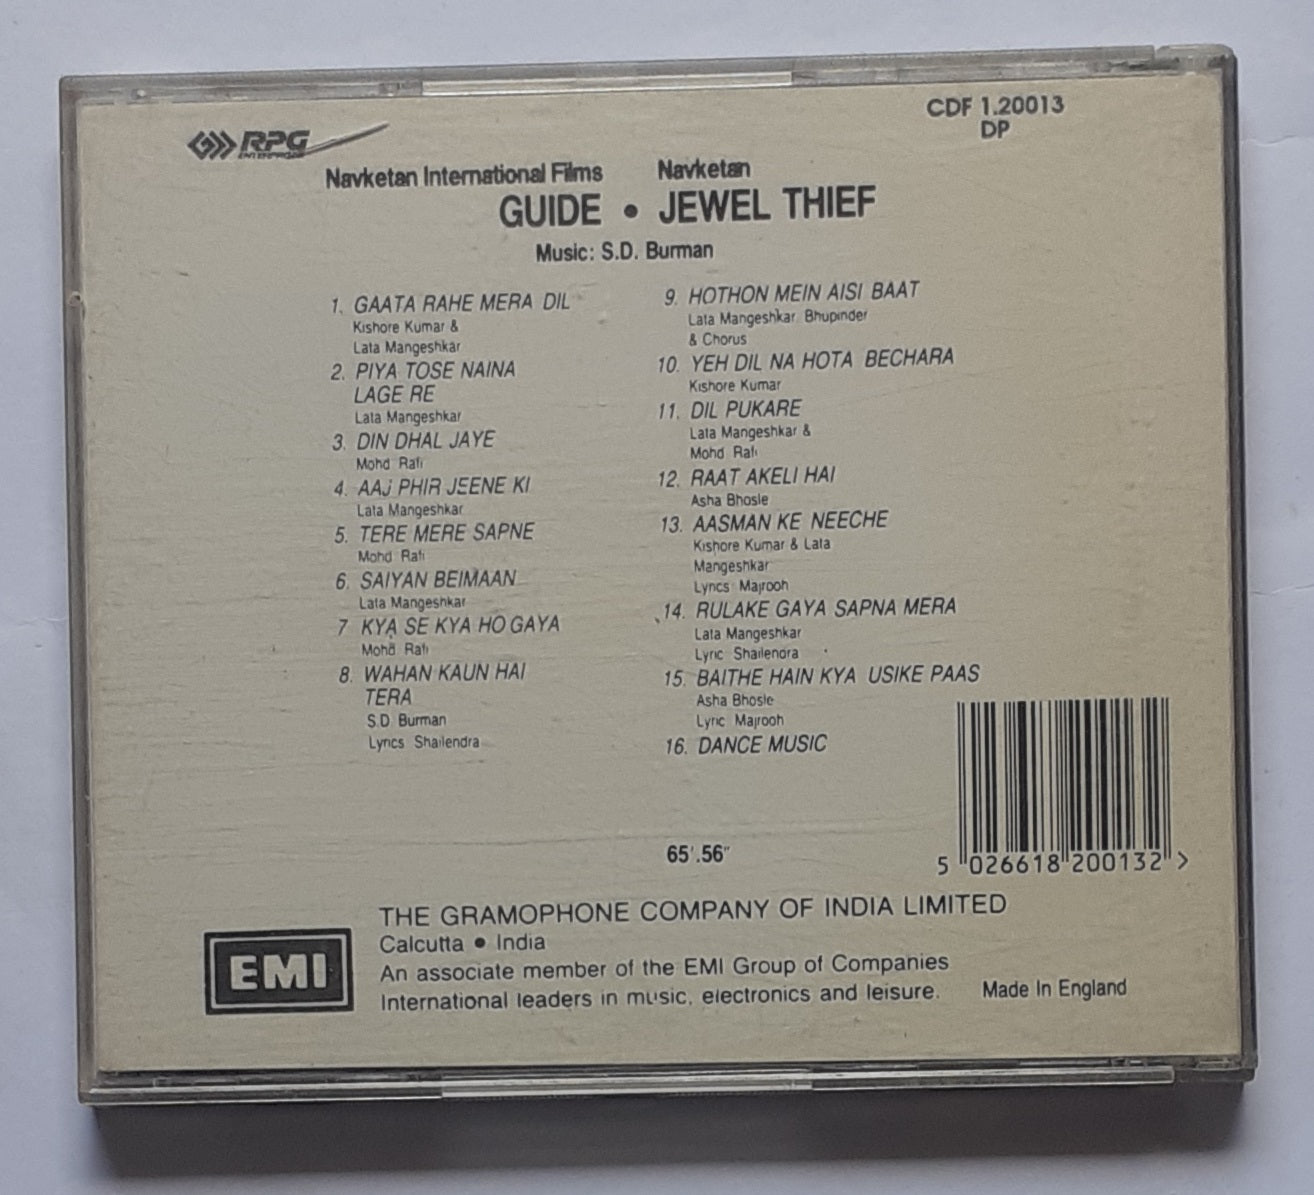 RPG
ENTERPRISES
CDF 1.20013
DP
Navketan International Films
Navketan
GUIDE • JEWEL THIEF
Music: S.D. Burman
1. GAATA RAHE MERA DIL
Kishore Kumar &
Lata Mangeshkar
2. PIYA TOSE NAINA
LAGE RE
Lata Mangeshkar
3. DIN DHAL JAYE
Mohd Rafi
4. AAJ PHIR JEENE KI
Lata Mangeshkar
5. TERE MERE SAPNE
Mohd Rafi
6. SAIYAN BEIMAAN
Lata Mangeshkar
7 KYA SE KYA HO GAYA
Mohd Rafi
8. WAHAN KAUN HAI
TERA
S.D. Burman
Lyrics Shailendra
9. HOTHON MEIN AISI BAAT
Lata Mangeshkar Bhupinder
& Chorus
10. YEH DIL NA HOTA BECHARA
Kishore Kumar
11. DIL PUKARE
Lata Mangeshkar &
Mohd Rafi
12. RAAT AKELI HAI
Asha Bhosle
13. AASMAN KE NEECHE
Kishore Kumar & Lata
Mangeshkar
Lyrics Majrooh
14. RULAKE GAYA SAPNA MERA
Lata Mangeshkar
Lyric Shailendra
15. BAITHE HAIN KYA USIKE PAAS
Asha Bhosle
Lyric Majrooh
16. DANCE MUSIC
65'.56"
5 026618 200132 >
THE GRAMOPHONE COMPANY OF INDIA LIMITED
Calcutta • India
An associate member of the EMI Group of Companies
International leaders in music, electronics and leisure.
Made In England
EMI